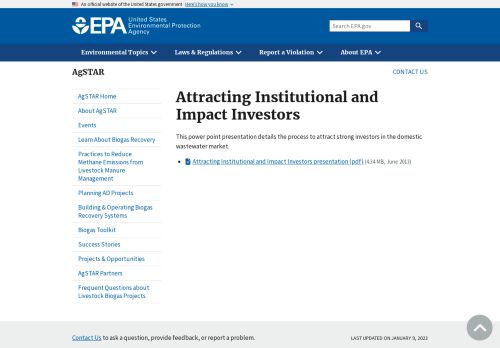 An official website of the United States government Here's how you know
EPA United States
Environmental Protection
Agency
Search EPA.gov
Environmental Topics
Laws & Regulations
Report a Violation
About EPA
AgSTAR
CONTACT US
AgSTAR Home
About AgSTAR
Events
Learn About Biogas Recovery
Practices to Reduce
Methane Emissions from
Livestock Manure
Management
Planning AD Projects
Building & Operating Biogas
Recovery Systems
Biogas Toolkit
Success Stories
Projects & Opportunities
AgSTAR Partners
Frequent Questions about
Livestock Biogas Projects
Attracting Institutional and
Impact Investors
This power point presentation details the process to attract strong investors in the domestic
wastewater market.
Attracting Institutional and Impact Investors presentation (pdf) (4.34 MB, June 2013)
Contact Us to ask a question, provide feedback, or report a problem.
LAST UPDATED ON JANUARY 9, 2023